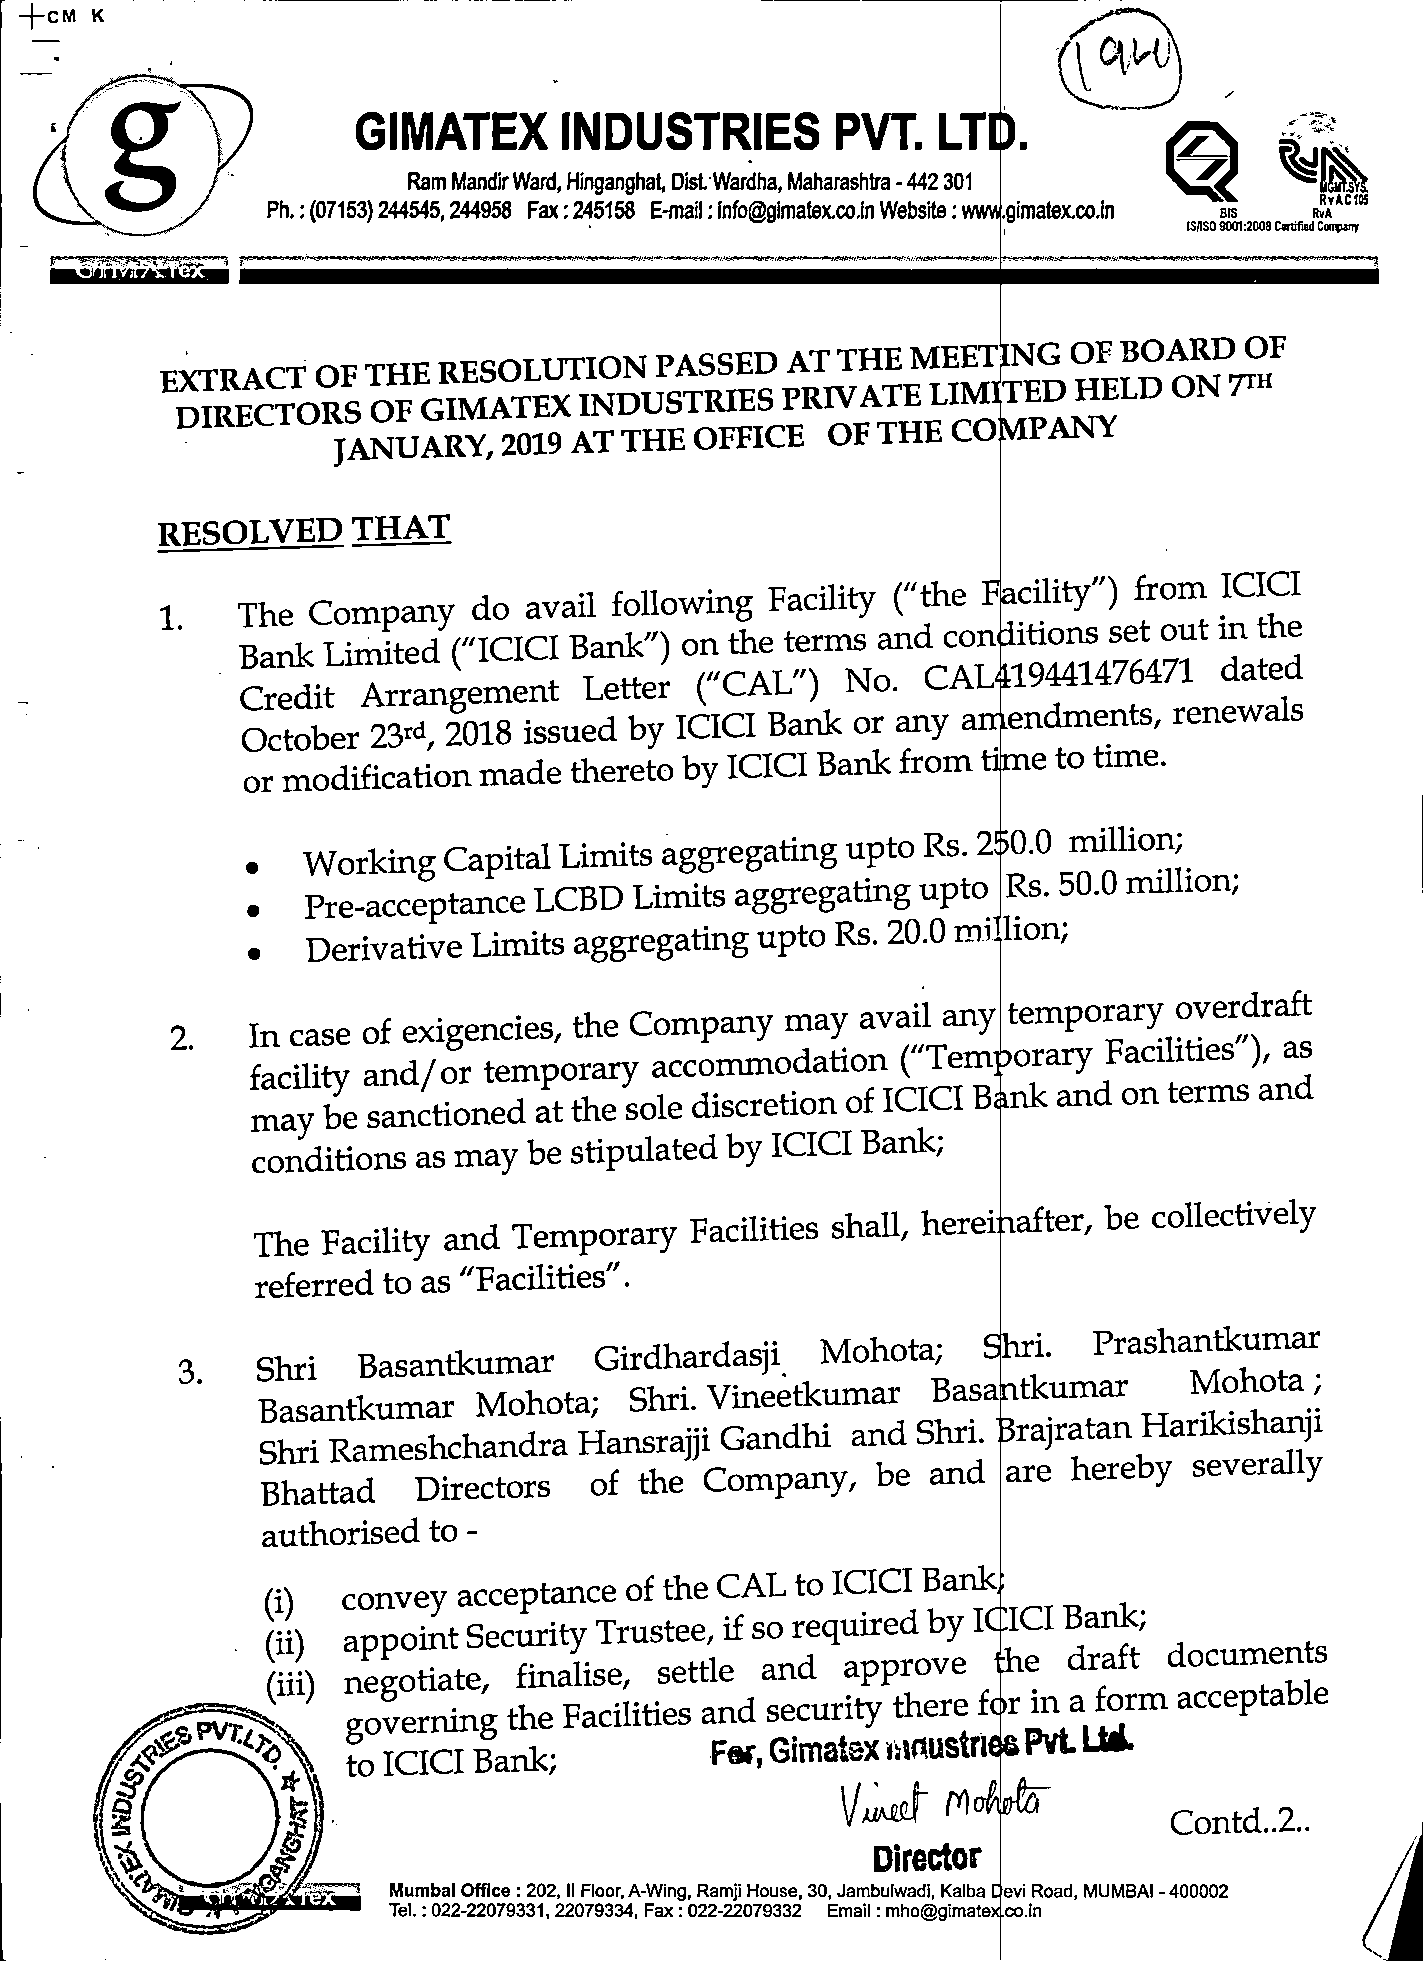 CM K
g
GIMATEX INDUSTRIES PVT. LTD.
Ram Mandir Ward, Hinganghat, Dist. Wardha, Maharashtra - 442 301
Ph. : (07153) 244545, 244958 Fax : 245158 E-mail : info@gimatex.co.in Website : www.gimatex.co.in
MGMT.SYS.
RvA C 105
BIS RvA
IS/ISO 9001:2008 Certified Company
GIMATex
EXTRACT OF THE RESOLUTION PASSED AT THE MEETING OF BOARD OF
DIRECTORS OF GIMATEX INDUSTRIES PRIVATE LIMITED HELD ON 7TH
JANUARY, 2019 AT THE OFFICE OF THE COMPANY
RESOLVED THAT
1. The Company do avail following Facility ("the Facility") from ICICI
Bank Limited ("ICICI Bank") on the terms and conditions set out in the
Credit Arrangement Letter ("CAL") No. CAL419441476471 dated
October 23rd, 2018 issued by ICICI Bank or any amendments, renewals
or modification made thereto by ICICI Bank from time to time.
• Working Capital Limits aggregating upto Rs. 250.0 million;
• Pre-acceptance LCBD Limits aggregating upto Rs. 50.0 million;
• Derivative Limits aggregating upto Rs. 20.0 million;
2. In case of exigencies, the Company may avail any temporary overdraft
facility and/or temporary accommodation ("Temporary Facilities"), as
may be sanctioned at the sole discretion of ICICI Bank and on terms and
conditions as may be stipulated by ICICI Bank;
The Facility and Temporary Facilities shall, hereinafter, be collectively
referred to as "Facilities".
3. Shri Basantkumar Girdhardasji Mohota; Shri. Prashantkumar
Basantkumar Mohota; Shri. Vineetkumar Basantkumar Mohota ;
Shri Rameshchandra Hansrajji Gandhi and Shri. Brajratan Harikishanji
Bhattad Directors of the Company, be and are hereby severally
authorised to -
(i) convey acceptance of the CAL to ICICI Bank;
(ii) appoint Security Trustee, if so required by ICICI Bank;
(iii) negotiate, finalise, settle and approve the draft documents
governing the Facilities and security there for in a form acceptable
to ICICI Bank;
For, Gimatex Industries Pvt. Ltd.
Vineet Mohota
Director
Contd..2..
GIMATEX INDUSTRIES PVT.LTD. ★ HINGANGHAT ★
Mumbai Office : 202, II Floor, A-Wing, Ramji House, 30, Jambulwadi, Kalba Devi Road, MUMBAI - 400002
Tel. : 022-22079331, 22079334, Fax : 022-22079332 Email : mho@gimatex.co.in